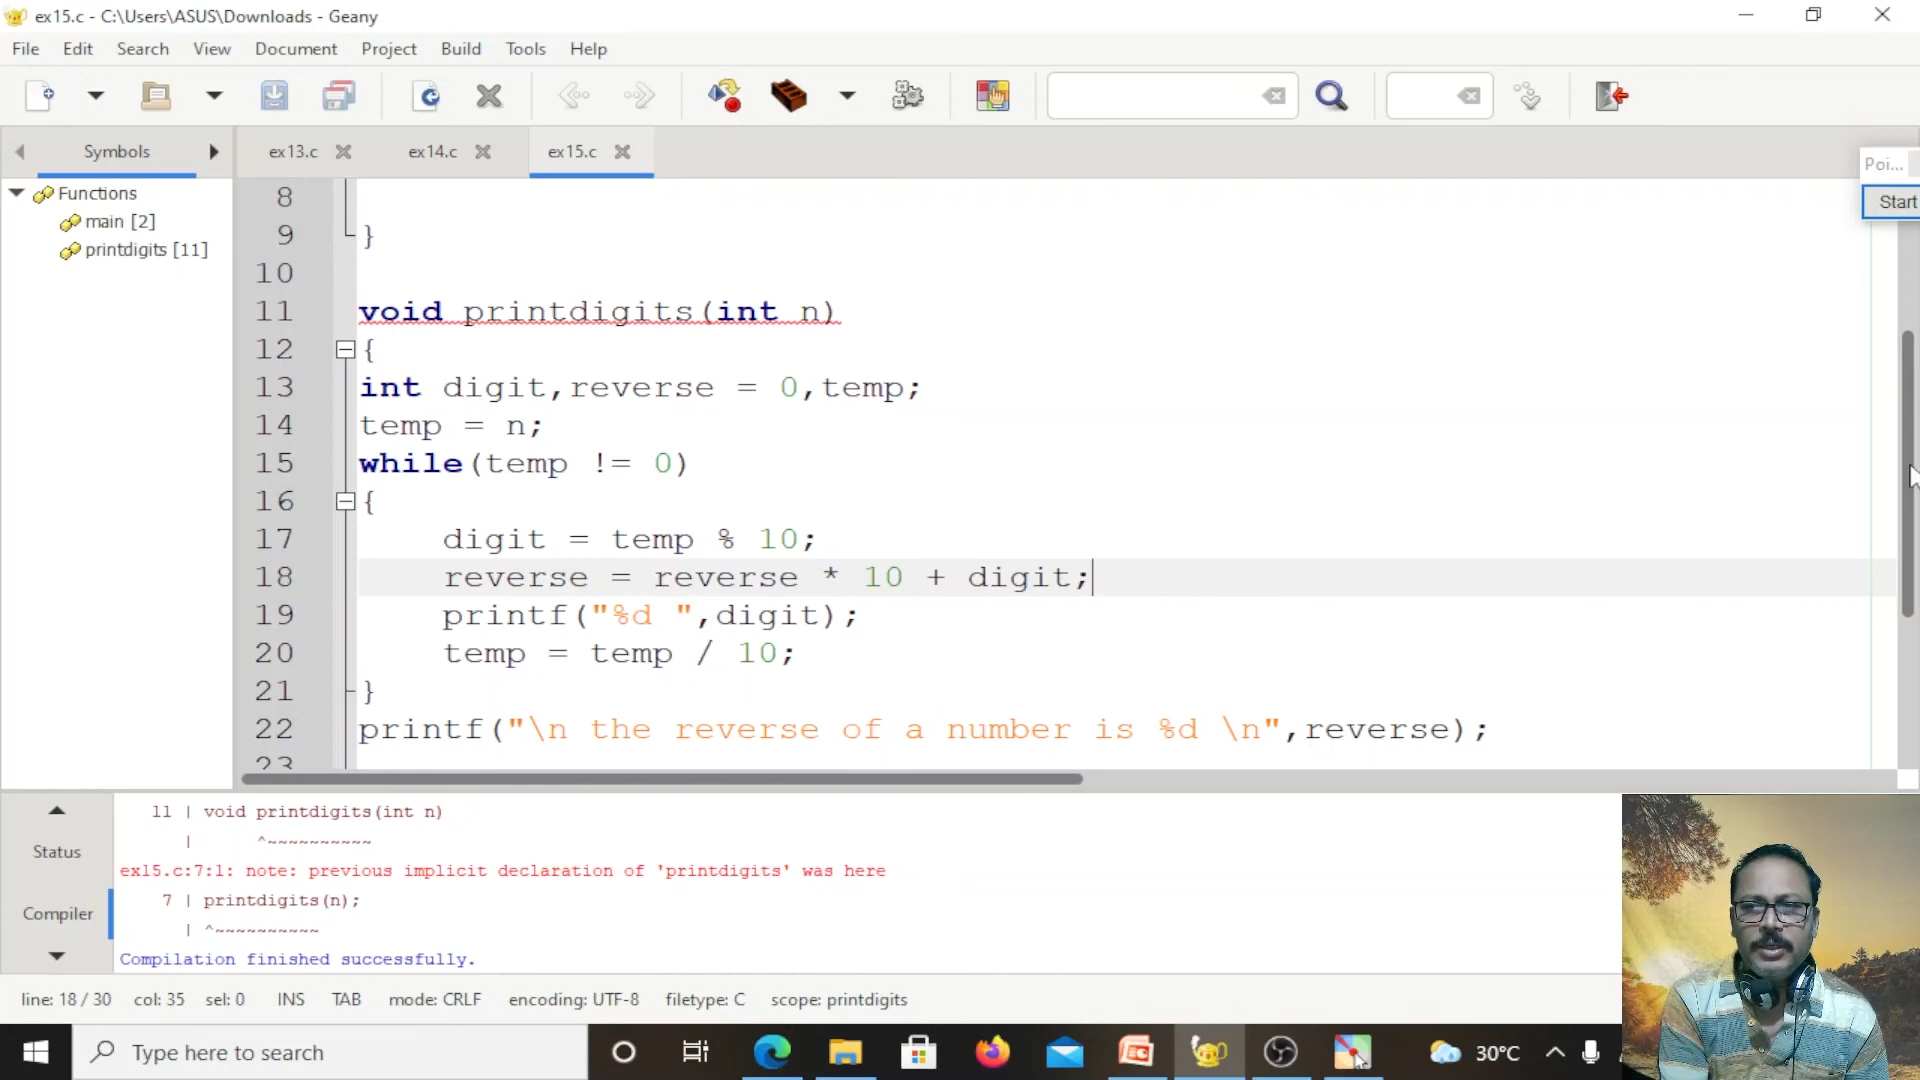 ex15.c - C:\Users\ASUS\Downloads - Geany
File Edit Search View Document Project Build Tools Help
Symbols ex13.c ex14.c ex15.c
Poi...
Start
Functions
main [2]
printdigits [11]
8
9 }
10
11 void printdigits(int n)
12 {
13 int digit,reverse = 0,temp;
14 temp = n;
15 while(temp != 0)
16 {
17 digit = temp % 10;
18 reverse = reverse * 10 + digit;
19 printf("%d ",digit);
20 temp = temp / 10;
21 }
22 printf("\n the reverse of a number is %d \n",reverse);
23
Status
Compiler
11 | void printdigits(int n)
| ^~~~~~~~~~~
ex15.c:7:1: note: previous implicit declaration of 'printdigits' was here
7 | printdigits(n);
| ^~~~~~~~~~~
Compilation finished successfully.
line: 18 / 30 col: 35 sel: 0 INS TAB mode: CRLF encoding: UTF-8 filetype: C scope: printdigits
Type here to search
30°C